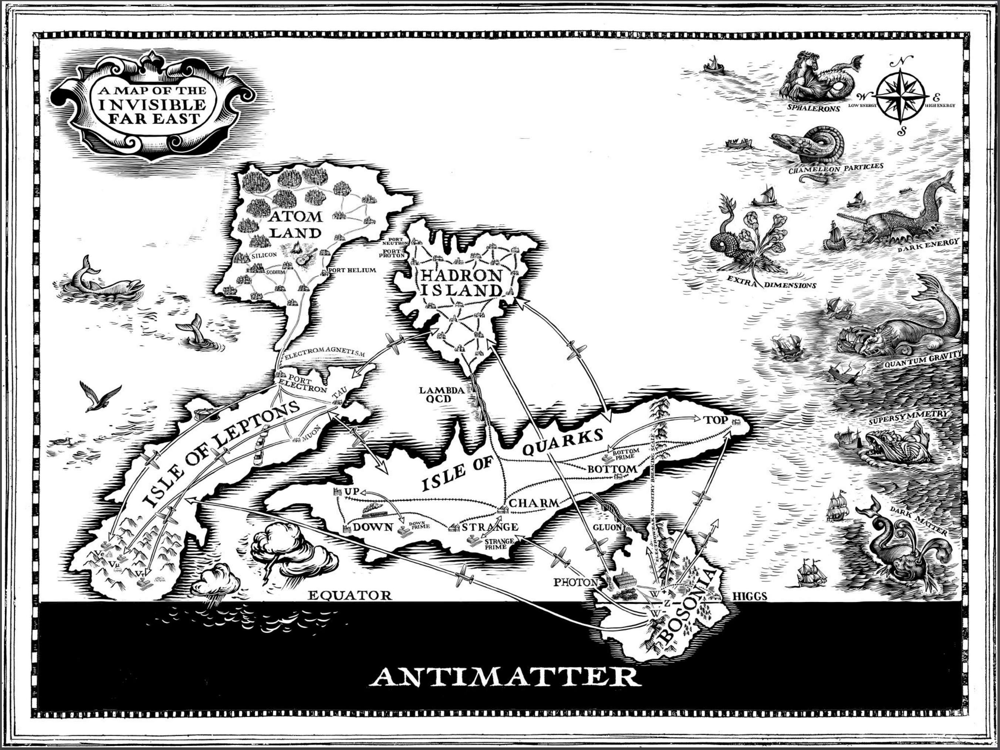 A MAP OF THE
INVISIBLE
FAR EAST
N
W
E
S
LOW ENERGY
HIGH ENERGY
SPHALERONS
CHAMELEON PARTICLES
EXTRA DIMENSIONS
DARK ENERGY
QUANTUM GRAVITY
SUPERSYMMETRY
DARK MATTER
ATOM
LAND
SILICON
SODIUM
PORT HELIUM
PORT
NEUTRON
PORT
PROTON
HADRON
ISLAND
ELECTROMAGNETISM
PORT
ELECTRON
TAU
MUON
ISLE OF LEPTONS
Ve
Vμ
Vτ
LAMBDA
QCD
ISLE OF QUARKS
TOP
BOTTOM
PRIME
BOTTOM
UP
CHARM
DOWN
DOWN
PRIME
STRANGE
STRANGE
PRIME
GLUON
ELECTROWEAK SYMMETRY BREAKING SCALE
PHOTON
W+
Z
W-
BOSONIA
HIGGS
EQUATOR
ANTIMATTER